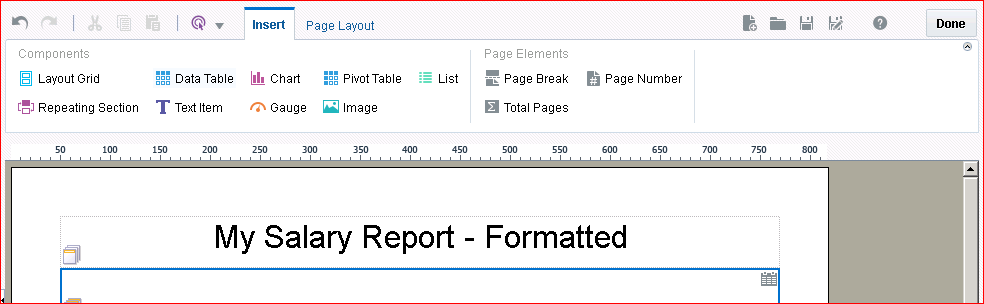 Insert Page Layout Done
Components Page Elements
Layout Grid Data Table Chart Pivot Table List Page Break Page Number
Repeating Section Text Item Gauge Image Total Pages
50 100 150 200 250 300 350 400 450 500 550 600 650 700 750 800
My Salary Report - Formatted